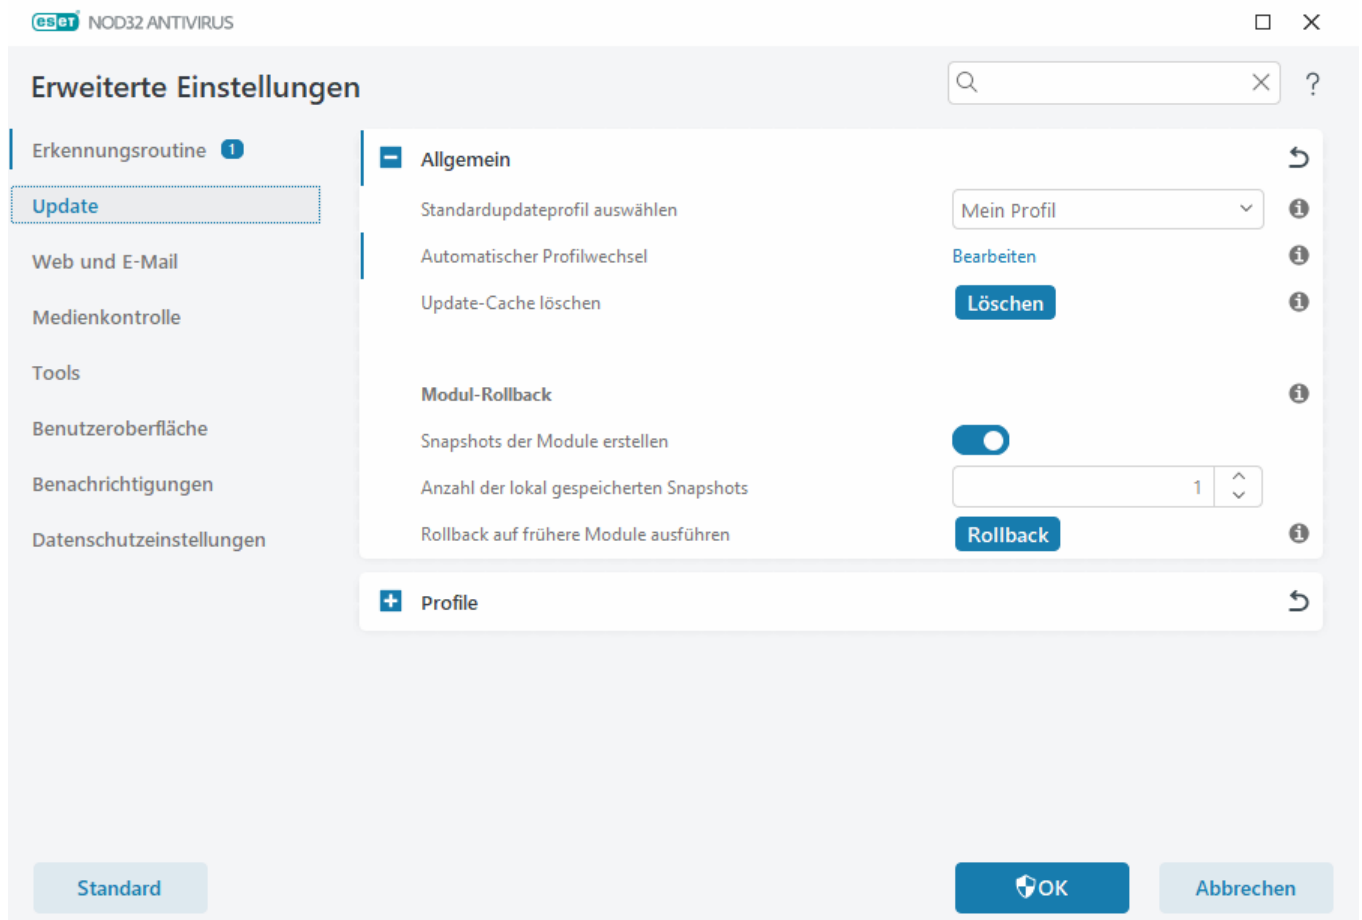 eset NOD32 ANTIVIRUS
Erweiterte Einstellungen
?
Erkennungsroutine 1
Update
Web und E-Mail
Medienkontrolle
Tools
Benutzeroberfläche
Benachrichtigungen
Datenschutzeinstellungen
Allgemein
Standardupdateprofil auswählen Mein Profil
Automatischer Profilwechsel Bearbeiten
Update-Cache löschen Löschen
Modul-Rollback
Snapshots der Module erstellen
Anzahl der lokal gespeicherten Snapshots 1
Rollback auf frühere Module ausführen Rollback
Profile
Standard OK Abbrechen